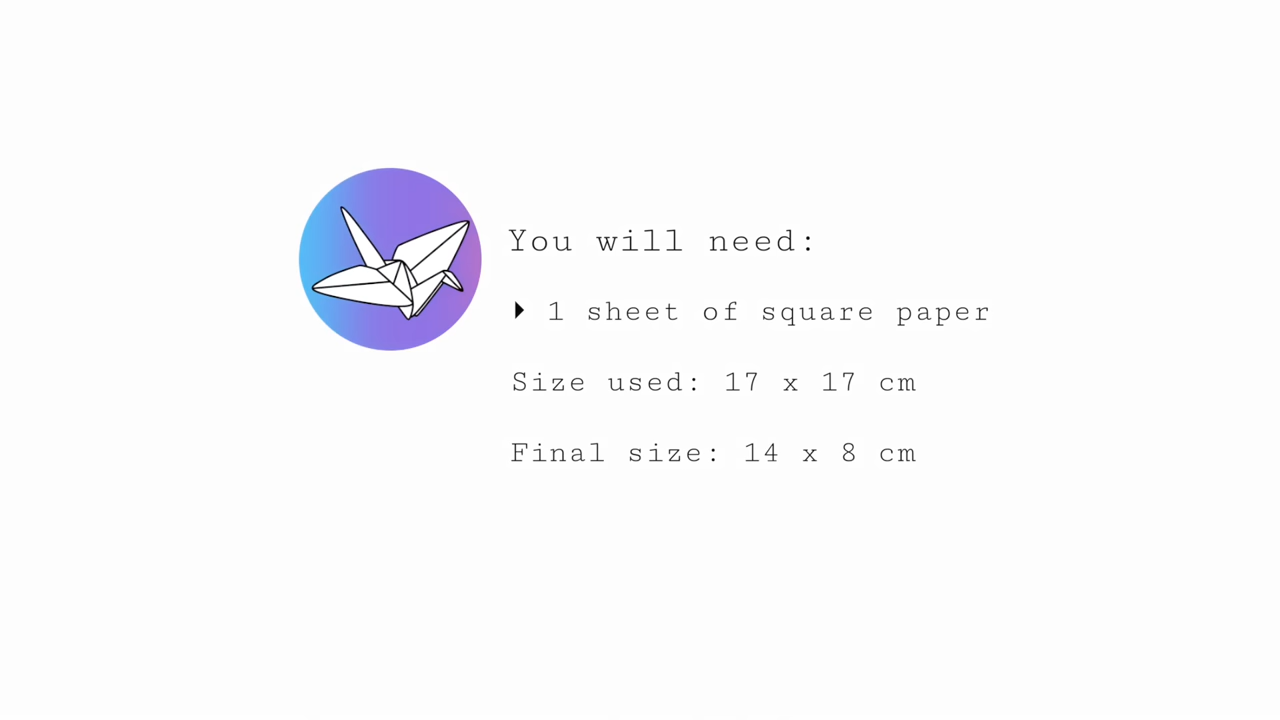 You will need:
‣ 1 sheet of square paper
Size used: 17 x 17 cm
Final size: 14 x 8 cm